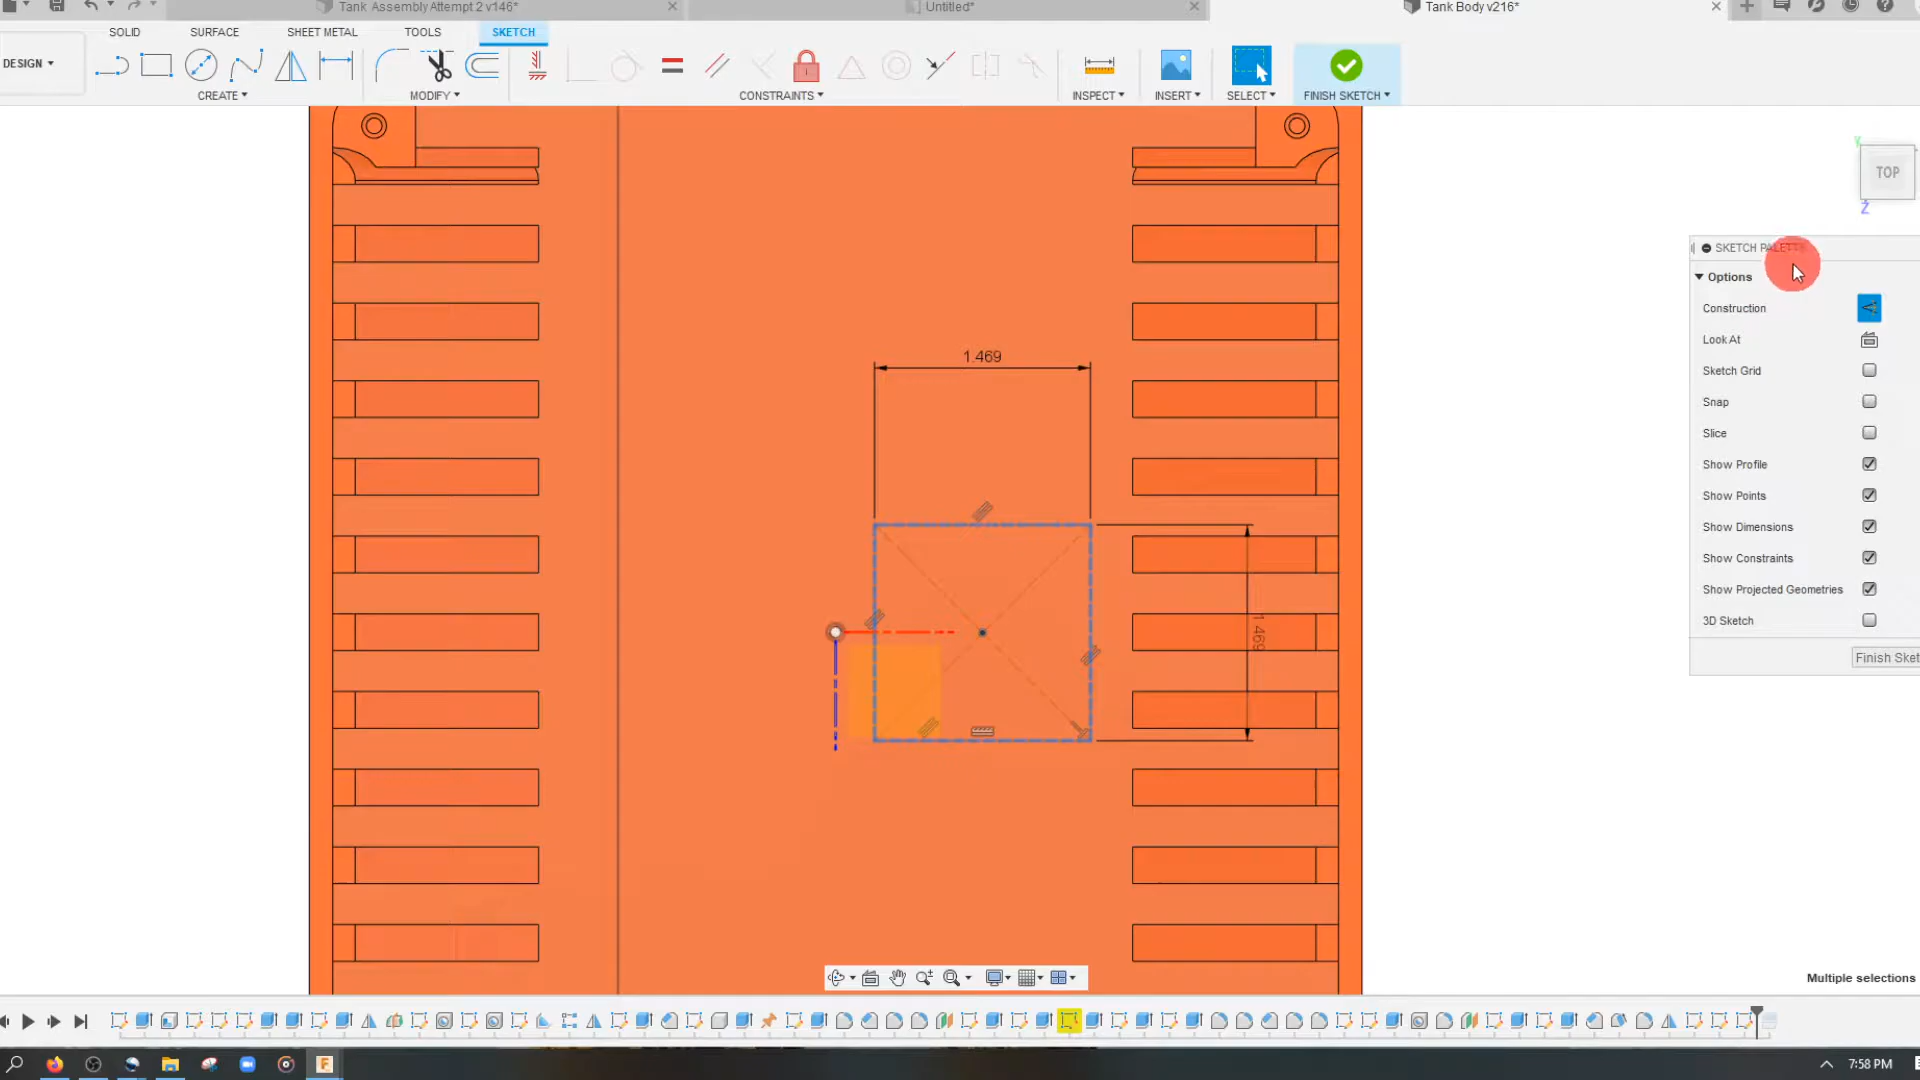 Tank Assembly Attempt 2 v146*
Untitled*
Tank Body v216*
SOLID SURFACE SHEET METAL TOOLS SKETCH
DESIGN
CREATE MODIFY CONSTRAINTS INSPECT INSERT SELECT FINISH SKETCH
Y
TOP
Z
SKETCH PALETTE
Options
Construction
Look At
Sketch Grid
Snap
Slice
Show Profile
Show Points
Show Dimensions
Show Constraints
Show Projected Geometries
3D Sketch
Finish Sket
1.469
1.469
Multiple selections
7:58 PM